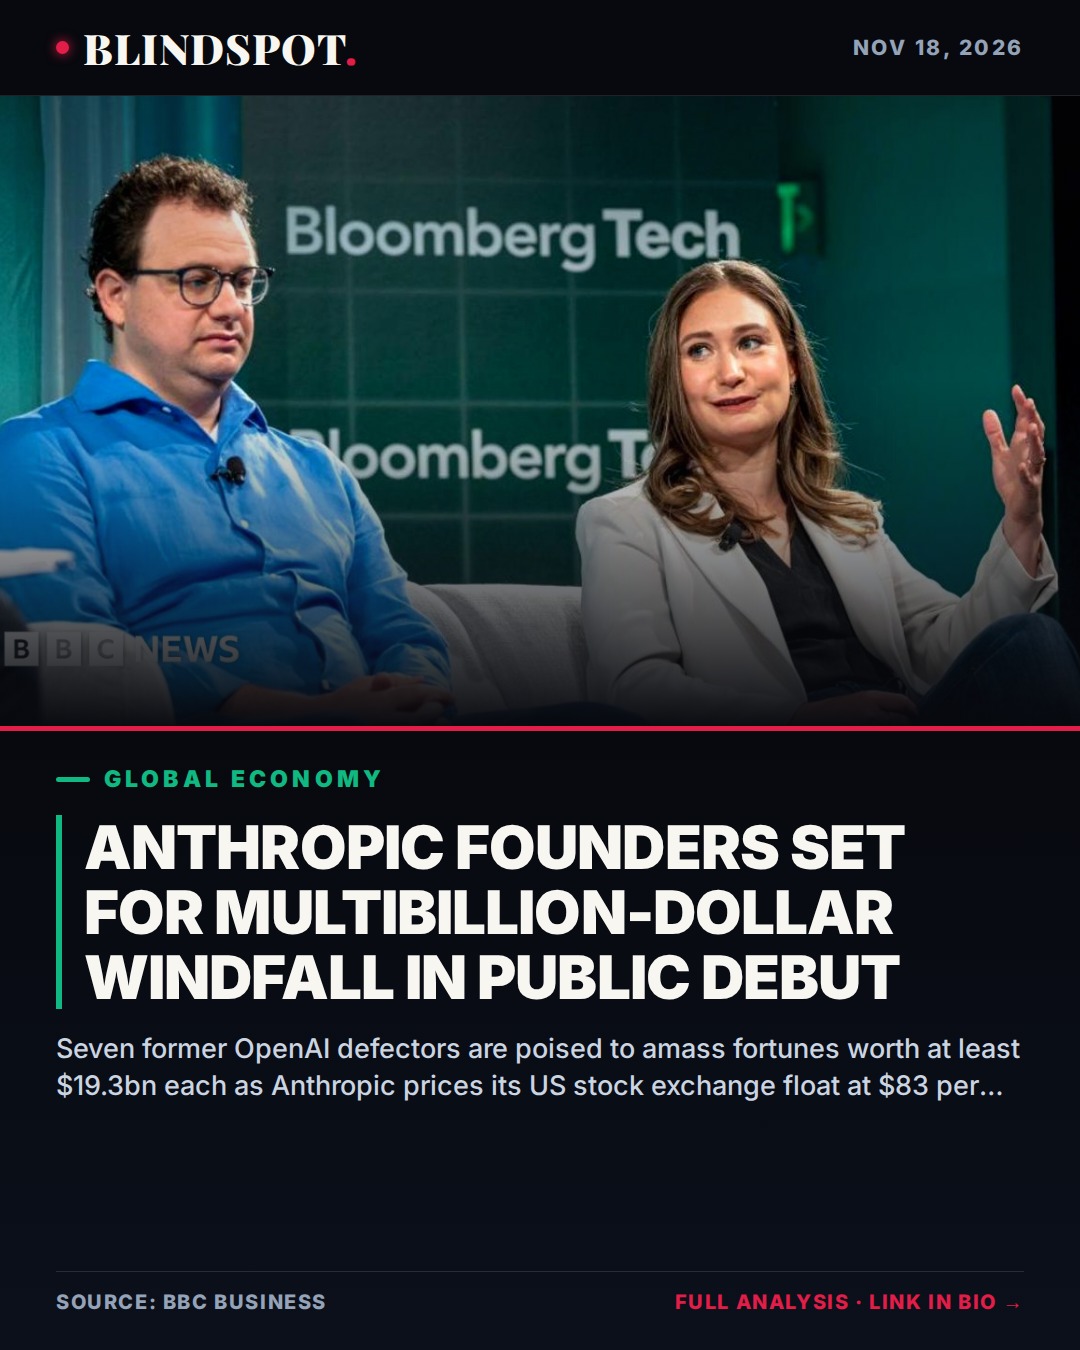 BLINDSPOT.
NOV 18, 2026
Bloomberg Tech
Bloomberg T
BBC NEWS
GLOBAL ECONOMY
ANTHROPIC FOUNDERS SET
FOR MULTIBILLION-DOLLAR
WINDFALL IN PUBLIC DEBUT
Seven former OpenAI defectors are poised to amass fortunes worth at least
$19.3bn each as Anthropic prices its US stock exchange float at $83 per...
SOURCE: BBC BUSINESS
FULL ANALYSIS · LINK IN BIO →